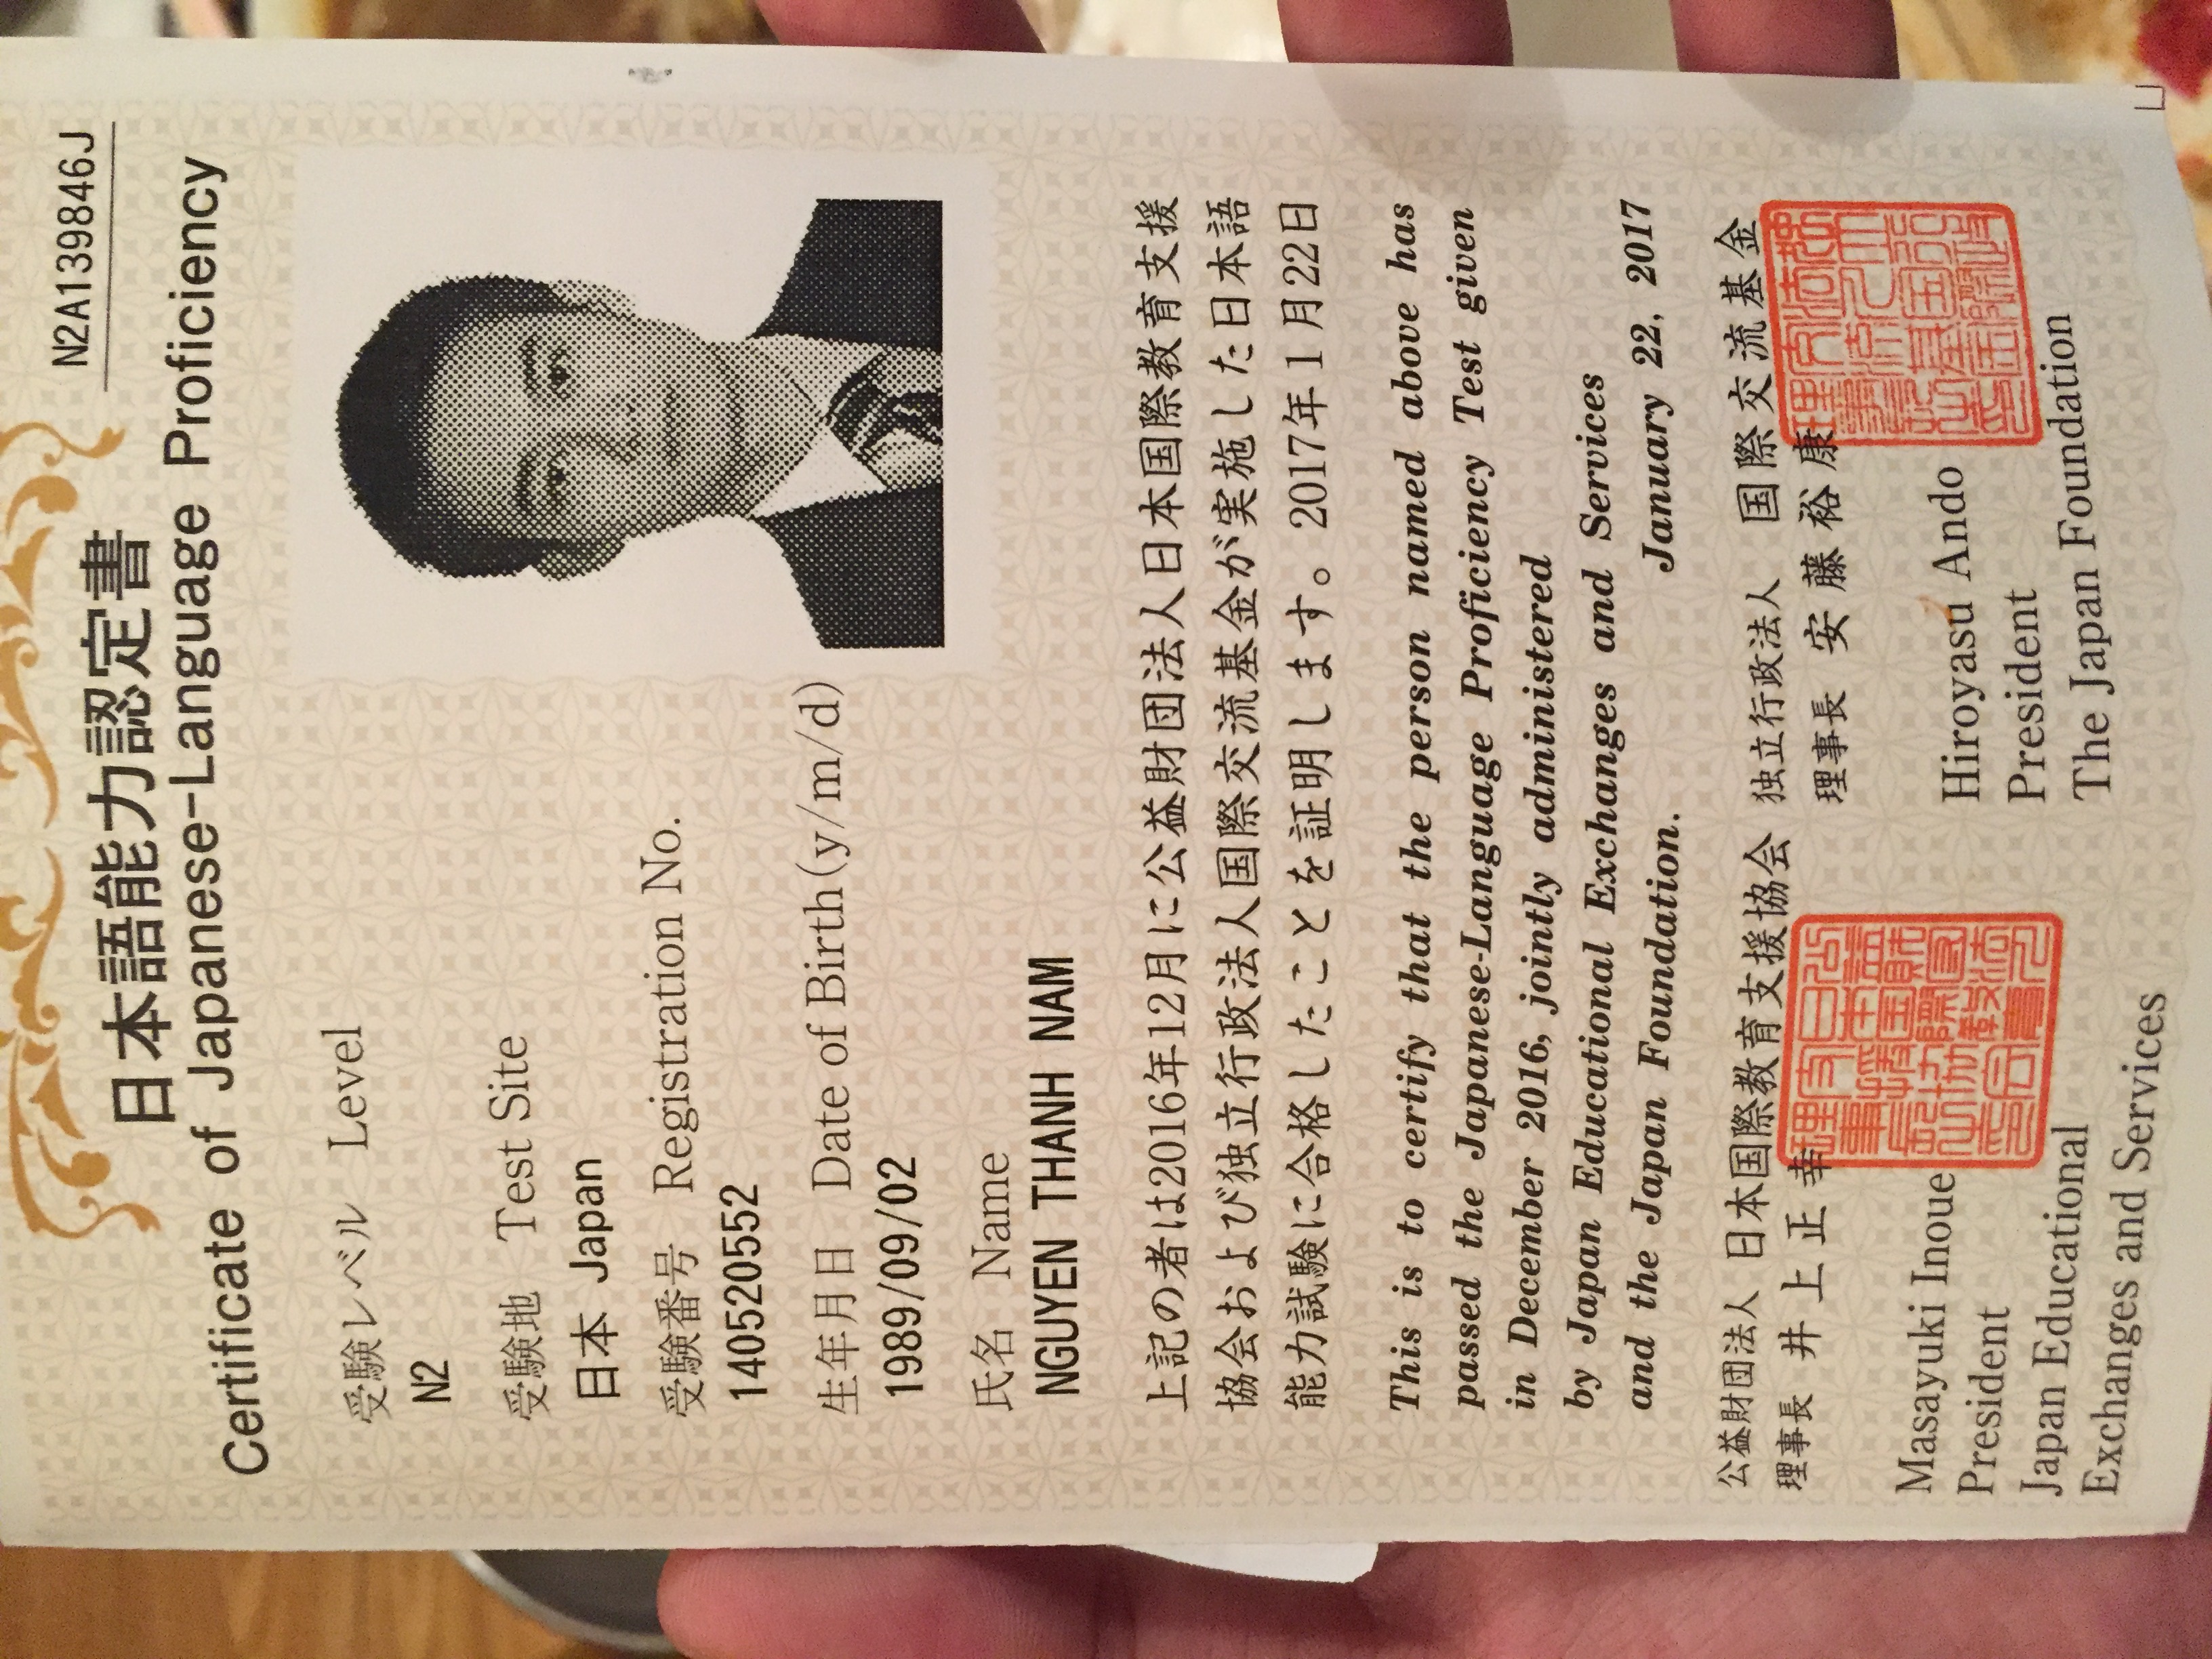 N2A139846J
日本語能力認定書
Certificate of Japanese-Language Proficiency
受験レベル Level
N2
受験地 Test Site
日本 Japan
受験番号 Registration No.
140520552
生年月日 Date of Birth(y/m/d)
1989/09/02
氏名 Name
NGUYEN THANH NAM
上記の者は2016年12月に公益財団法人日本国際教育支援
協会および独立行政法人国際交流基金が実施した日本語
能力試験に合格したことを証明します。2017年1月22日
This is to certify that the person named above has
passed the Japanese-Language Proficiency Test given
in December 2016, jointly administered
by Japan Educational Exchanges and Services
and the Japan Foundation. January 22, 2017
公益財団法人 日本国際教育支援協会
理事長 井上正幸
Masayuki Inoue
President
Japan Educational
Exchanges and Services
公益財団法人
日本国際教育
支援協会
理事長之印
独立行政法人 国際交流基金
理事長 安藤裕康
Hiroyasu Ando
President
The Japan Foundation
独立行政
法人国際
交流基金
理事長之印